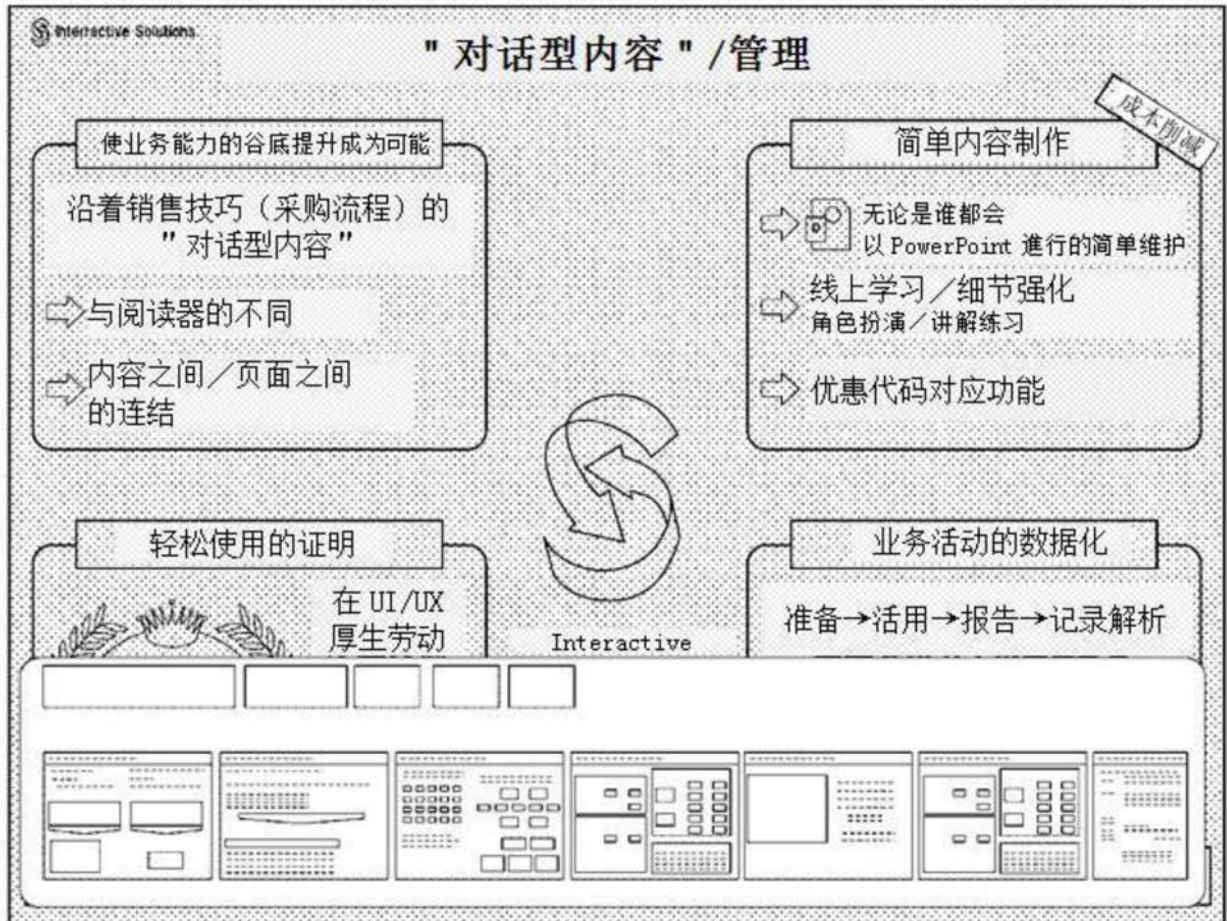 Interractive Solutions
"对话型内容"/管理
使业务能力的谷底提升成为可能
沿着销售技巧（采购流程）的
"对话型内容"
与阅读器的不同
内容之间／页面之间
的连结
成本削减
简单内容制作
无论是谁都会
以 PowerPoint 進行的简单维护
线上学习／细节强化
角色扮演／讲解练习
优惠代码对应功能
轻松使用的证明
在 UI/UX
厚生劳动
Interactive
业务活动的数据化
准备→活用→报告→记录解析